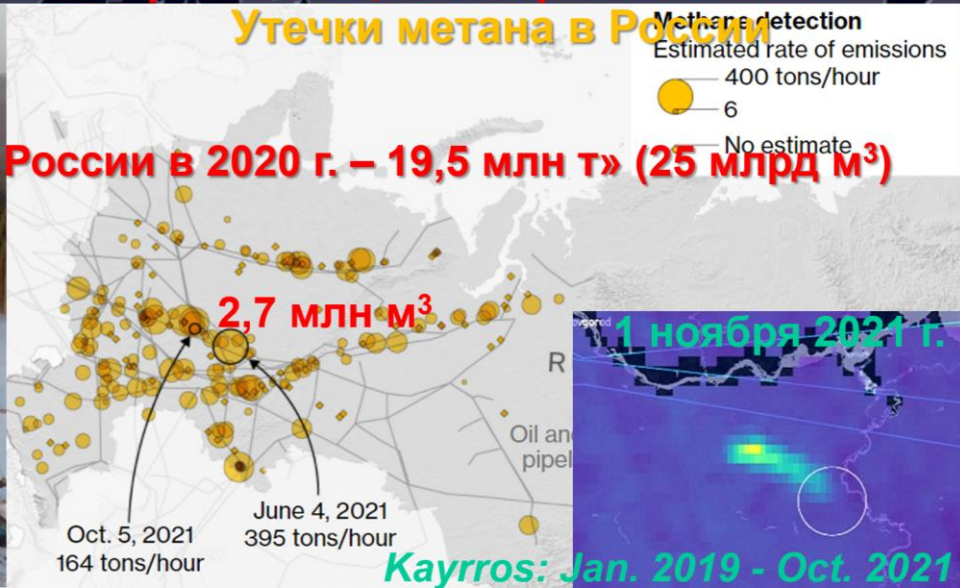 Утечки метана в России
Methane detection
Estimated rate of emissions
400 tons/hour
6
No estimate
России в 2020 г. – 19,5 млн т» (25 млрд м³)
2,7 млн м³
1 ноября 2021 г.
R
Oil
pipel
Oct. 5, 2021
164 tons/hour
June 4, 2021
395 tons/hour
Kayrros: Jan. 2019 - Oct. 2021